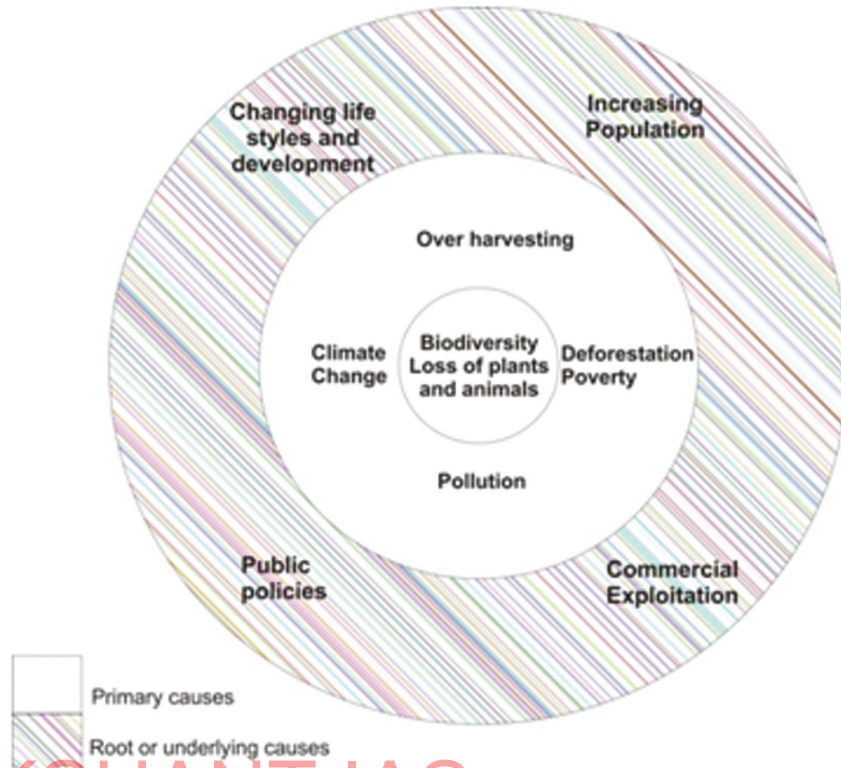 Changing life
styles and
development
Increasing
Population
Over harvesting
Climate
Change
Biodiversity
Loss of plants
and animals
Deforestation
Poverty
Pollution
Public
policies
Commercial
Exploitation
Primary causes
Root or underlying causes